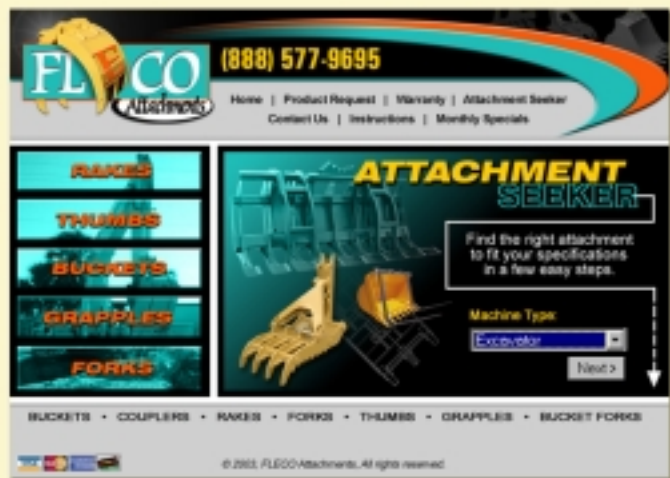 FLECO
Attachments
(888) 577-9695
Home | Product Request | Warranty | Attachment Seeker
Contact Us | Instructions | Monthly Specials
RAKES
THUMBS
BUCKETS
GRAPPLES
FORKS
ATTACHMENT
SEEKER
Find the right attachment
to fit your specifications
in a few easy steps.
Machine Type:
Excavator
Next >
BUCKETS • COUPLERS • RAKES • FORKS • THUMBS • GRAPPLES • BUCKET FORKS
© 2003, FLECO Attachments, All rights reserved.